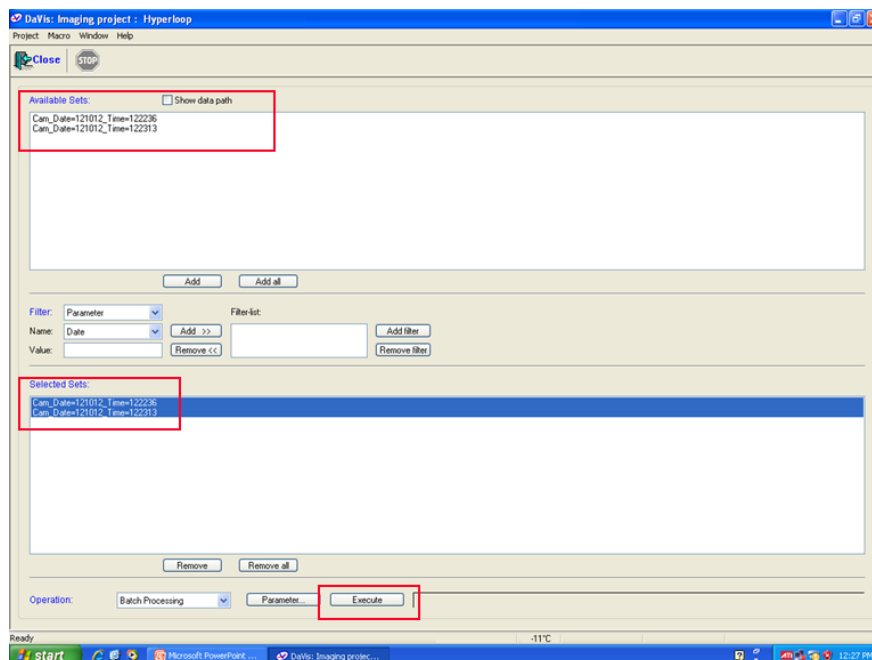 DaVis: Imaging project : Hyperloop
Project Macro Window Help
Close STOP
Available Sets: Show data path
Cam_Date=121012_Time=122236
Cam_Date=121012_Time=122313
Add Add all
Filter: Parameter Filter-list:
Name: Date Add >> Add filter
Value: Remove << Remove filter
Selected Sets:
Cam_Date=121012_Time=122236
Cam_Date=121012_Time=122313
Remove Remove all
Operation: Batch Processing Parameter... Execute
Ready -11°C
start Microsoft PowerPoint ... DaVis: Imaging projec... ATI 12:27 PM